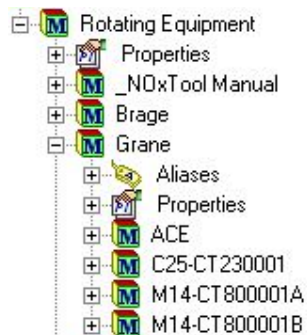 Rotating Equipment
Properties
_NOxTool Manual
Brage
Grane
Aliases
Properties
ACE
C25-CT230001
M14-CT800001A
M14-CT800001B